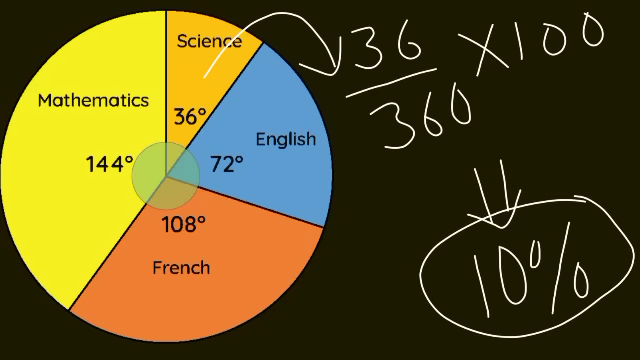 Science
36°
Mathematics
144°
English
72°
108°
French
36/360 ×100
10%